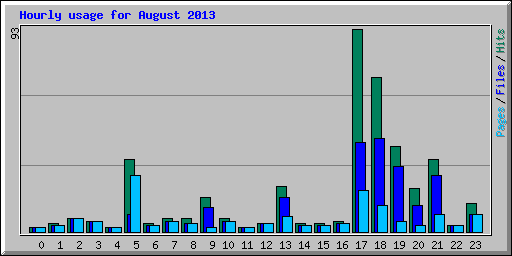 Hourly usage for August 2013
93
Pages / Files / Hits
0 1 2 3 4 5 6 7 8 9 10 11 12 13 14 15 16 17 18 19 20 21 22 23